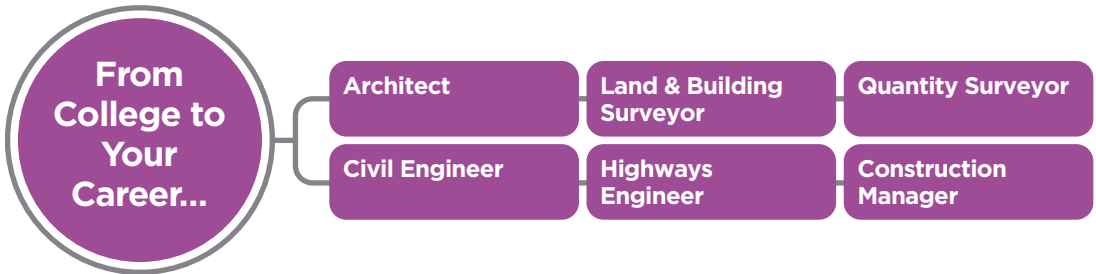 From
College to
Your
Career...
Architect
Land & Building
Surveyor
Quantity Surveyor
Civil Engineer
Highways
Engineer
Construction
Manager